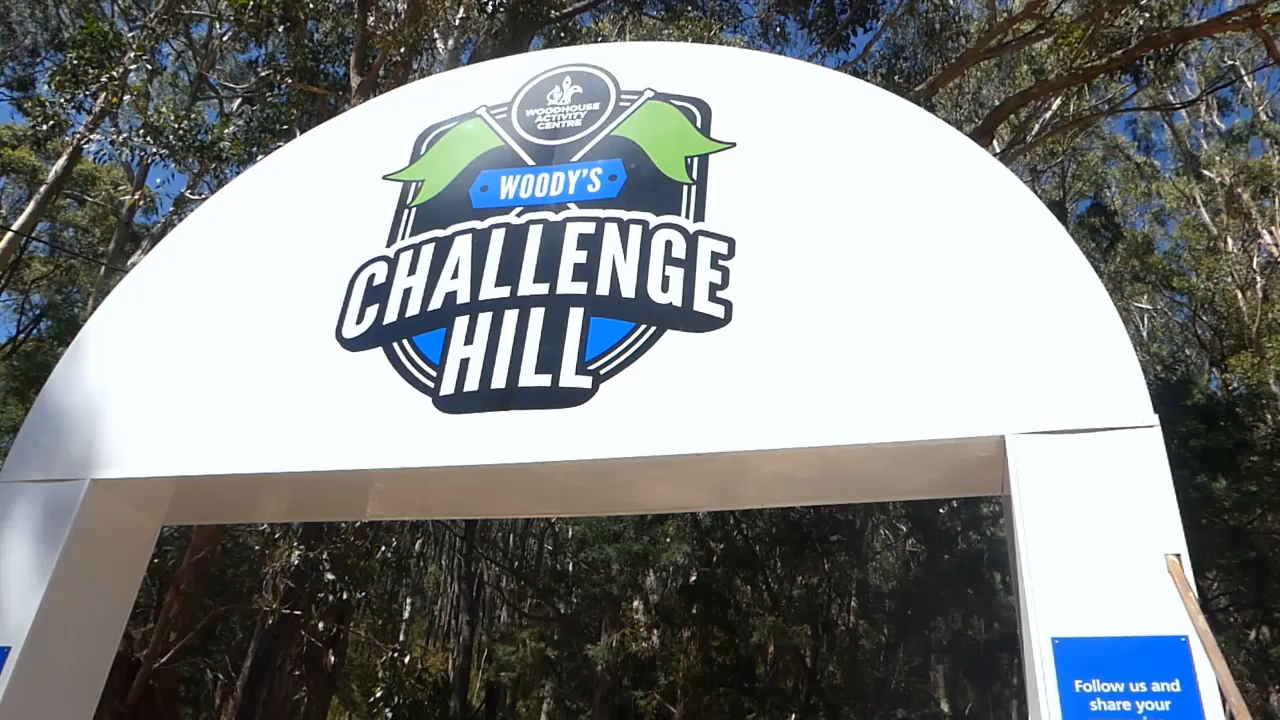 WOODHOUSE
ACTIVITY
CENTRE
WOODY'S
CHALLENGE
HILL
Follow us and
share your